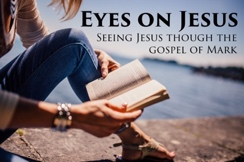 Eyes on Jesus
Seeing Jesus though the
gospel of Mark